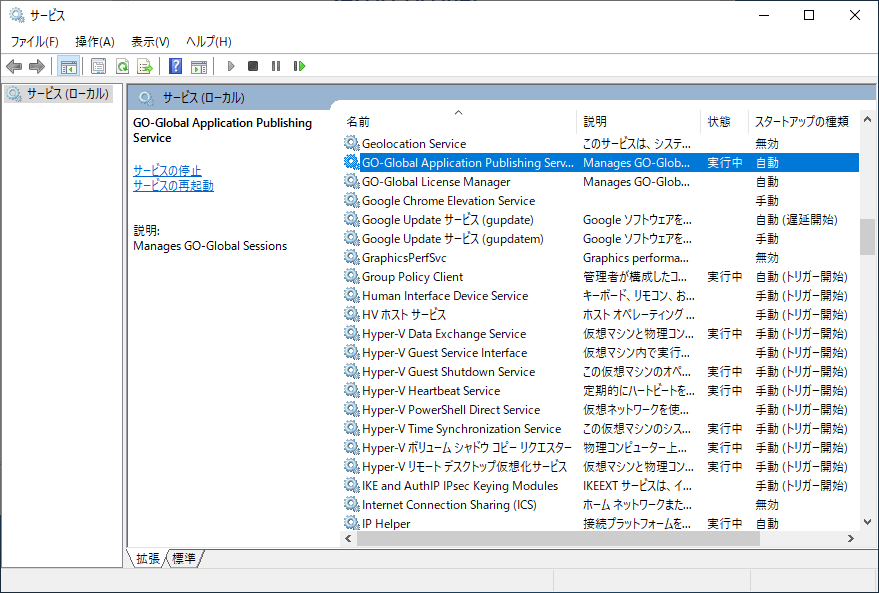 サービス
ファイル(F) 操作(A) 表示(V) ヘルプ(H)
サービス (ローカル)
サービス (ローカル)
GO-Global Application Publishing
Service
サービスの停止
サービスの再起動
説明:
Manages GO-Global Sessions
名前 説明 状態 スタートアップの種類
Geolocation Service このサービスは、システ... 無効
GO-Global Application Publishing Serv... Manages GO-Glob... 実行中 自動
GO-Global License Manager Manages GO-Glob... 自動
Google Chrome Elevation Service 手動
Google Update サービス (gupdate) Google ソフトウェアを... 自動 (遅延開始)
Google Update サービス (gupdatem) Google ソフトウェアを... 手動
GraphicsPerfSvc Graphics performa... 無効
Group Policy Client 管理者が構成したコ... 実行中 自動 (トリガー開始)
Human Interface Device Service キーボード、リモコン、お... 手動 (トリガー開始)
HV ホスト サービス ホスト オペレーティング ... 手動 (トリガー開始)
Hyper-V Data Exchange Service 仮想マシンと物理コン... 実行中 手動 (トリガー開始)
Hyper-V Guest Service Interface 仮想マシン内で実行... 手動 (トリガー開始)
Hyper-V Guest Shutdown Service この仮想マシンのオペ... 実行中 手動 (トリガー開始)
Hyper-V Heartbeat Service 定期的にハートビートを... 実行中 手動 (トリガー開始)
Hyper-V PowerShell Direct Service 仮想ネットワークを使... 手動 (トリガー開始)
Hyper-V Time Synchronization Service この仮想マシンのシス... 実行中 手動 (トリガー開始)
Hyper-V ボリューム シャドウ コピー リクエスター 物理コンピューター上... 実行中 手動 (トリガー開始)
Hyper-V リモート デスクトップ仮想化サービス 仮想マシンと物理コン... 実行中 手動 (トリガー開始)
IKE and AuthIP IPsec Keying Modules IKEEXT サービスは、イ... 手動 (トリガー開始)
Internet Connection Sharing (ICS) ホーム ネットワークまた... 無効
IP Helper 接続プラットフォームを... 実行中 自動
拡張 標準